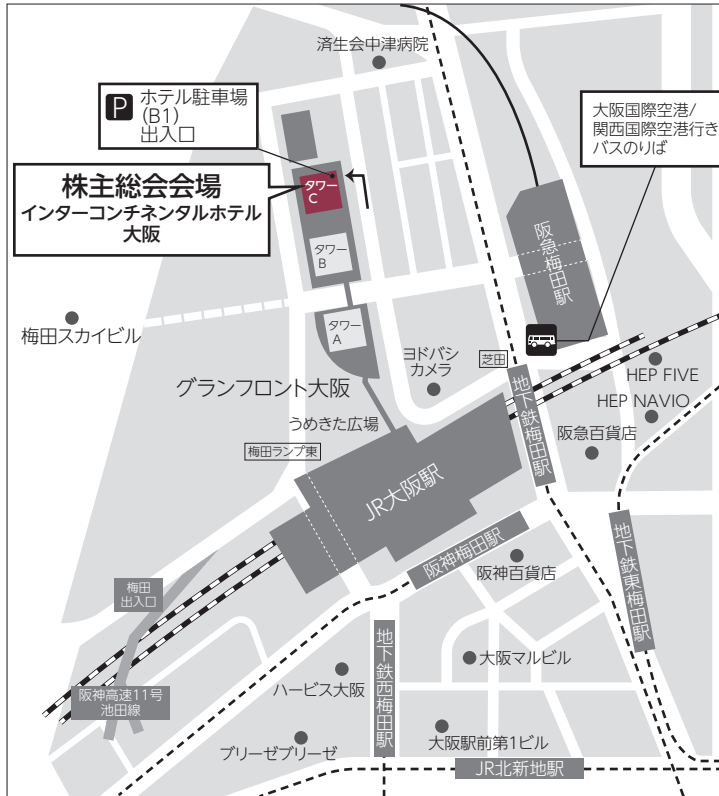 済生会中津病院
P ホテル駐車場
(B1)
出入口
大阪国際空港/
関西国際空港行き
バスのりば
株主総会会場
インターコンチネンタルホテル
大阪
タワー
C
タワー
B
タワー
A
阪急梅田駅
梅田スカイビル
ヨドバシ
カメラ
芝田
HEP FIVE
HEP NAVIO
グランフロント大阪
うめきた広場
梅田ランプ東
地下鉄梅田駅
阪急百貨店
JR大阪駅
阪神梅田駅
阪神百貨店
地下鉄東梅田駅
梅田
出入口
地下鉄西梅田駅
大阪マルビル
ハービス大阪
阪神高速11号
池田線
ブリーゼブリーゼ
大阪駅前第1ビル
JR北新地駅